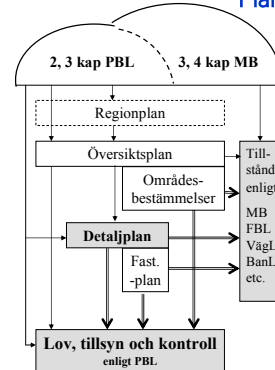 2, 3 kap PBL
3, 4 kap MB
Regionplan
Översiktsplan
Områdes-
bestämmelser
Till-
stånd
enligt
MB
FBL
VägL
BanL
etc.
Detaljplan
Fast.
-plan
Lov, tillsyn och kontroll
enligt PBL